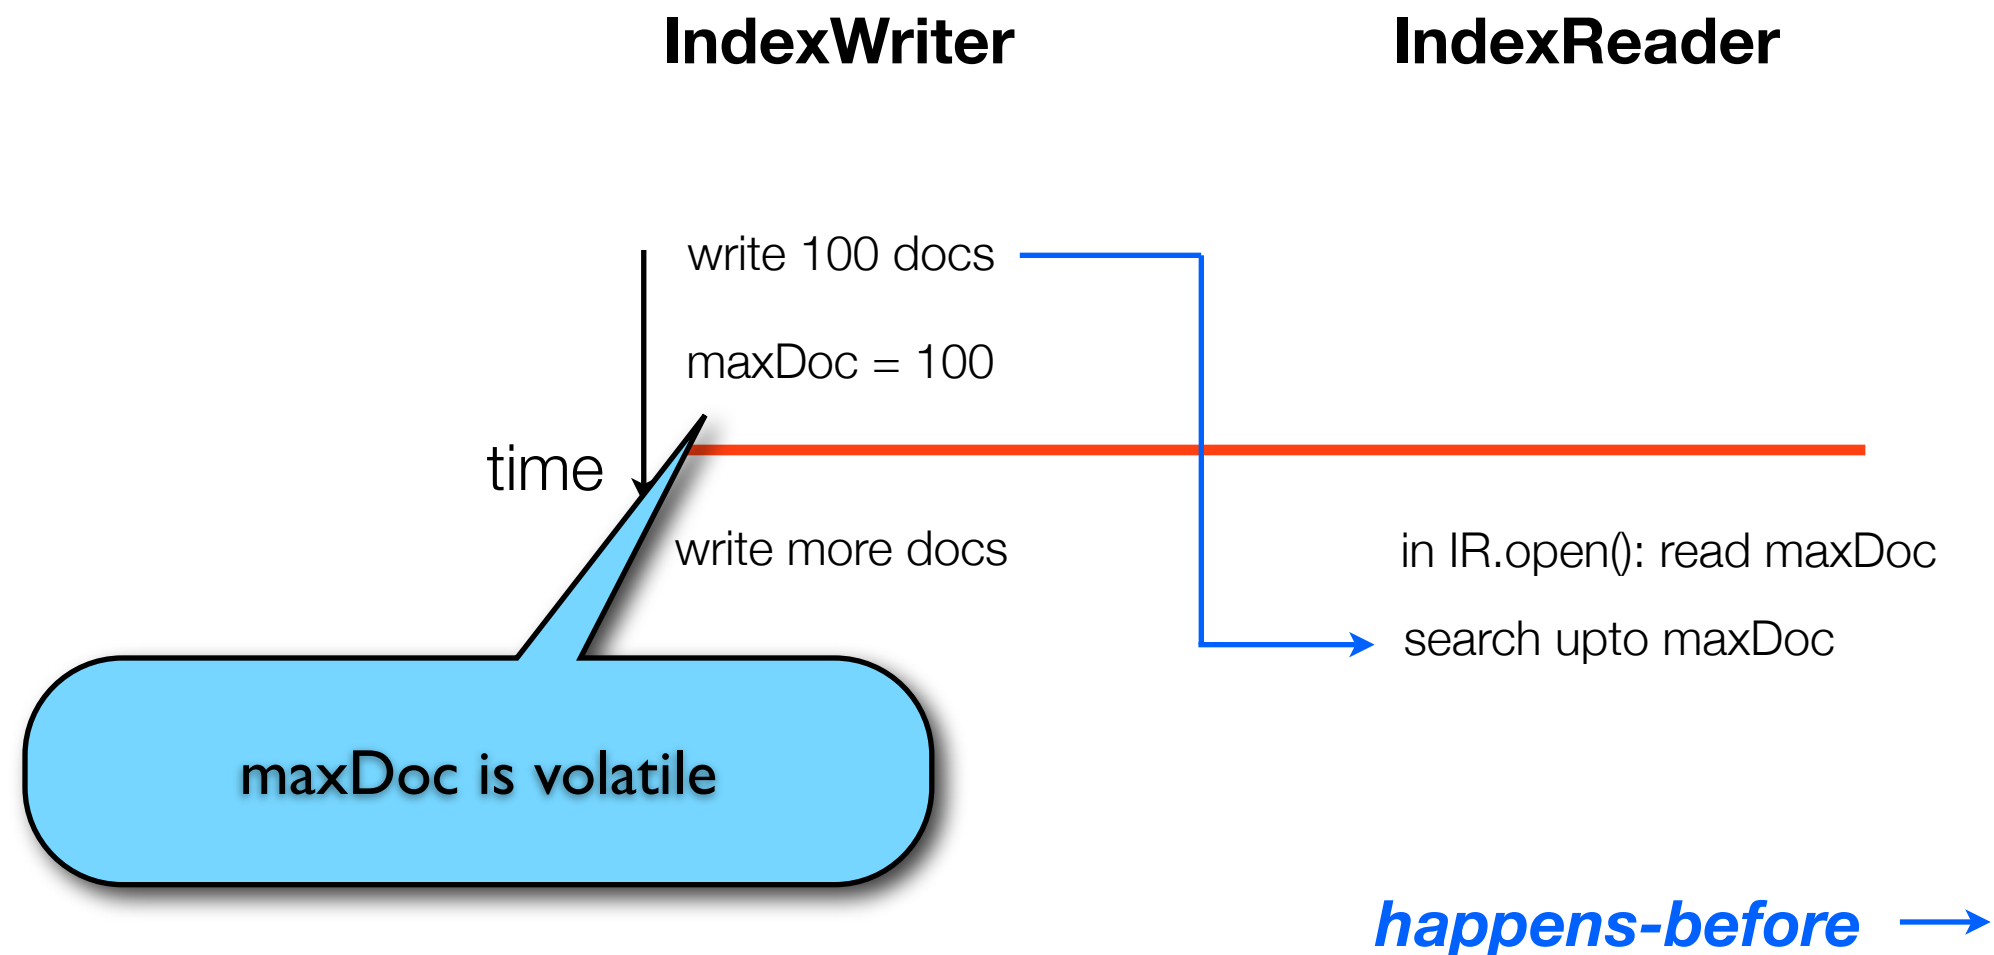 IndexWriter
IndexReader
write 100 docs
maxDoc = 100
time
write more docs
in IR.open(): read maxDoc
search upto maxDoc
maxDoc is volatile
happens-before